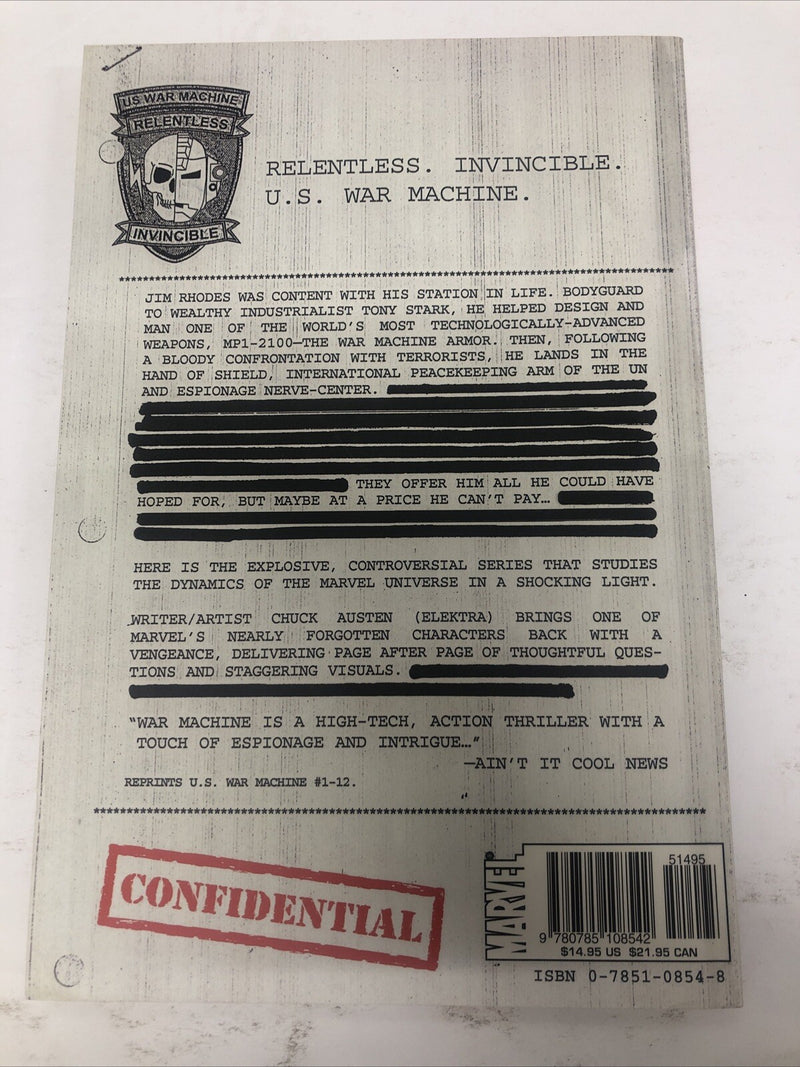 US WAR MACHINE
RELENTLESS
INVINCIBLE
RELENTLESS. INVINCIBLE.
U.S. WAR MACHINE.
********************************************************************************
JIM RHODES WAS CONTENT WITH HIS STATION IN LIFE. BODYGUARD
TO WEALTHY INDUSTRIALIST TONY STARK, HE HELPED DESIGN AND
MAN ONE OF THE WORLD'S MOST TECHNOLOGICALLY-ADVANCED
WEAPONS, MP1-2100—THE WAR MACHINE ARMOR. THEN, FOLLOWING
A BLOODY CONFRONTATION WITH TERRORISTS, HE LANDS IN THE
HAND OF SHIELD, INTERNATIONAL PEACEKEEPING ARM OF THE UN
AND ESPIONAGE NERVE-CENTER.
THEY OFFER HIM ALL HE COULD HAVE
HOPED FOR, BUT MAYBE AT A PRICE HE CAN'T PAY…
HERE IS THE EXPLOSIVE, CONTROVERSIAL SERIES THAT STUDIES
THE DYNAMICS OF THE MARVEL UNIVERSE IN A SHOCKING LIGHT.
WRITER/ARTIST CHUCK AUSTEN (ELEKTRA) BRINGS ONE OF
MARVEL'S NEARLY FORGOTTEN CHARACTERS BACK WITH A
VENGEANCE, DELIVERING PAGE AFTER PAGE OF THOUGHTFUL QUES-
TIONS AND STAGGERING VISUALS.
"WAR MACHINE IS A HIGH-TECH, ACTION THRILLER WITH A
TOUCH OF ESPIONAGE AND INTRIGUE…"
—AIN'T IT COOL NEWS
REPRINTS U.S. WAR MACHINE #1-12.
********************************************************************************
CONFIDENTIAL
MARVEL®
51495
9 780785 108542
$14.95 US $21.95 CAN
ISBN 0-7851-0854-8